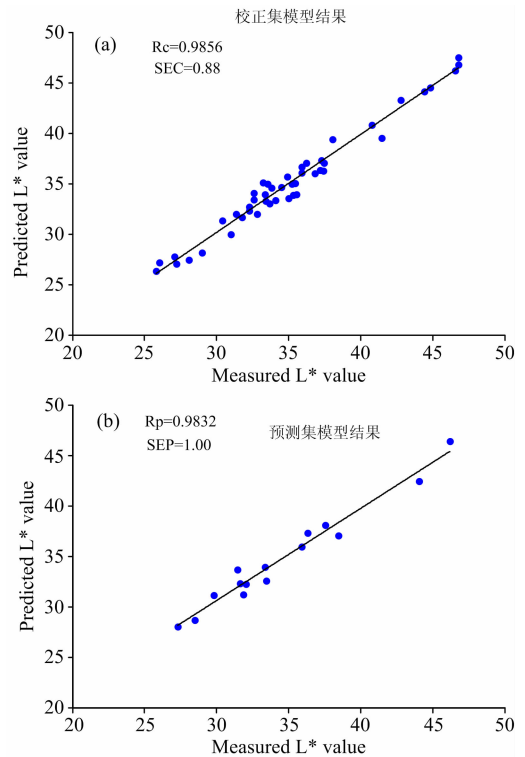 校正集模型结果
(a)
Rc=0.9856
SEC=0.88
50
45
40
35
30
25
20
Predicted L* value
20 25 30 35 40 45 50
Measured L* value
(b)
Rp=0.9832
SEP=1.00
预测集模型结果
50
45
40
35
30
25
20
Predicted L* value
20 25 30 35 40 45 50
Measured L* value